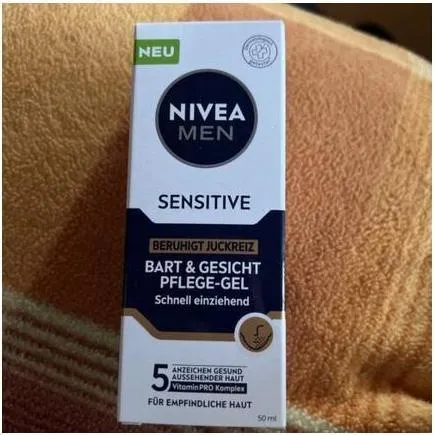 NEU
NIVEA
MEN
SENSITIVE
BERUHIGT JUCKREIZ
BART & GESICHT
PFLEGE-GEL
Schnell einziehend
5
ANZEICHEN GESUND
AUSSEHENDER HAUT
VitaminPRO Komplex
FÜR EMPFINDLICHE HAUT
50 ml